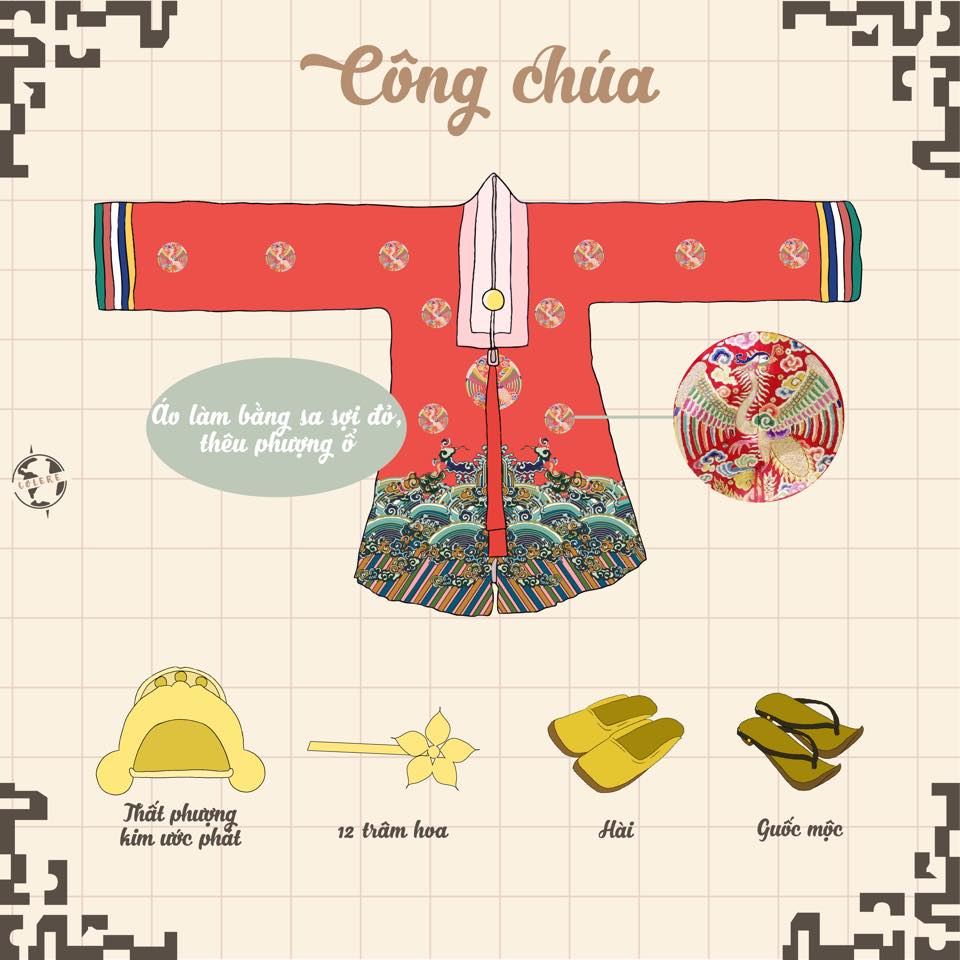 Công chúa
Áo làm bằng sa sợi đỏ,
thêu phượng ổ
COLERE
Thất phượng
kim ước phát
12 trâm hoa
Hài
Guốc mộc